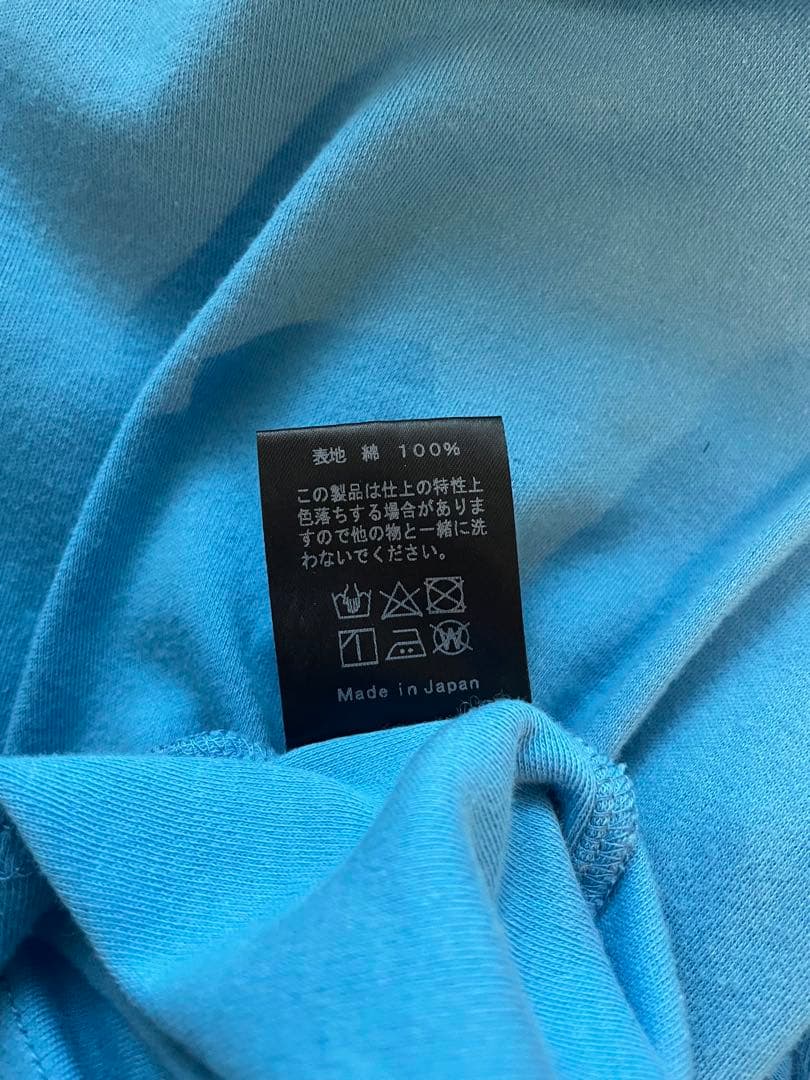 表地 綿 100%
この製品は仕上の特性上
色落ちする場合がありま
すので他の物と一緒に洗
わないでください。
W
Made in Japan